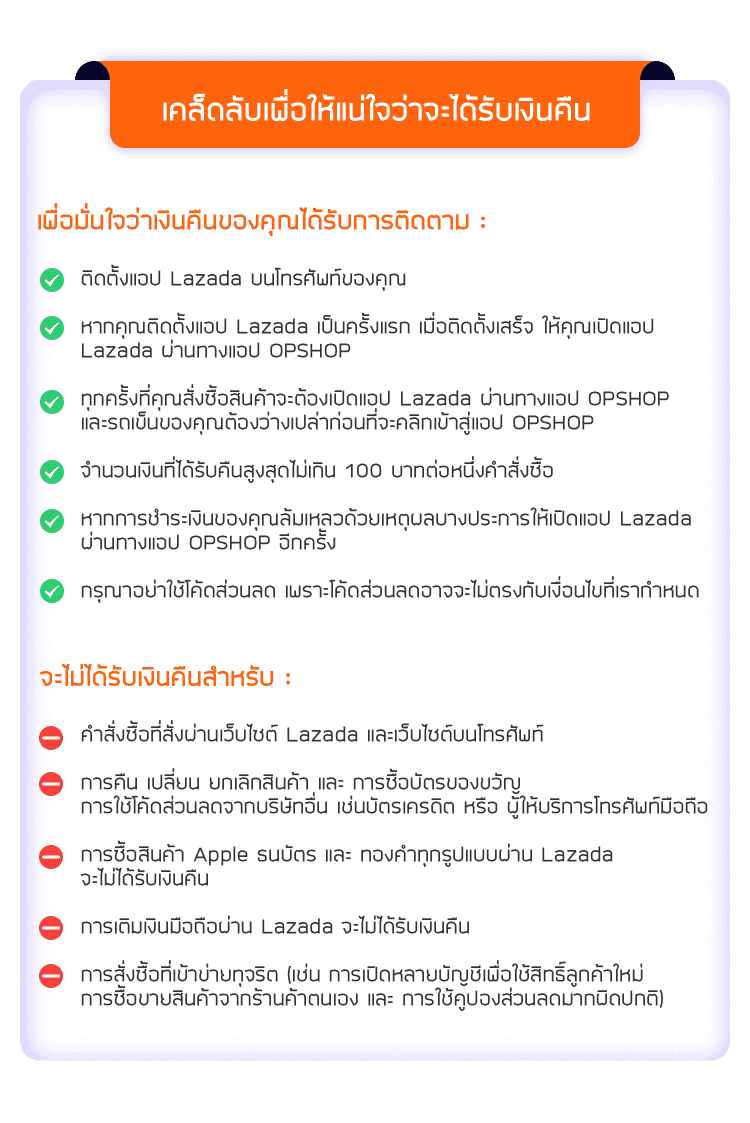 เคล็ดลับเพื่อให้แน่ใจว่าจะได้รับเงินคืน
เพื่อมั่นใจว่าเงินคืนของคุณได้รับการติดตาม :
ติดตั้งแอป Lazada บนโทรศัพท์ของคุณ
หากคุณติดตั้งแอป Lazada เป็นครั้งแรก เมื่อติดตั้งเสร็จ ให้คุณเปิดแอป
Lazada ผ่านทางแอป OPSHOP
ทุกครั้งที่คุณสั่งซื้อสินค้าจะต้องเปิดแอป Lazada ผ่านทางแอป OPSHOP
และรถเข็นของคุณต้องว่างเปล่าก่อนที่จะคลิกเข้าสู่แอป OPSHOP
จำนวนเงินที่ได้รับคืนสูงสุดไม่เกิน 100 บาทต่อหนึ่งคำสั่งซื้อ
หากการชำระเงินของคุณล้มเหลวด้วยเหตุผลบางประการให้เปิดแอป Lazada
ผ่านทางแอป OPSHOP อีกครั้ง
กรุณาอย่าใช้โค้ดส่วนลด เพราะโค้ดส่วนลดอาจจะไม่ตรงกับเงื่อนไขที่เรากำหนด
จะไม่ได้รับเงินคืนสำหรับ :
คำสั่งซื้อที่สั่งผ่านเว็บไซต์ Lazada และเว็บไซต์บนโทรศัพท์
การคืน เปลี่ยน ยกเลิกสินค้า และ การซื้อบัตรของขวัญ
การใช้โค้ดส่วนลดจากบริษัทอื่น เช่นบัตรเครดิต หรือ ผู้ให้บริการโทรศัพท์มือถือ
การซื้อสินค้า Apple ธนบัตร และ ทองคำทุกรูปแบบผ่าน Lazada
จะไม่ได้รับเงินคืน
การเติมเงินมือถือผ่าน Lazada จะไม่ได้รับเงินคืน
การสั่งซื้อที่เข้าข่ายทุจริต (เช่น การเปิดหลายบัญชีเพื่อใช้สิทธิ์ลูกค้าใหม่
การซื้อขายสินค้าจากร้านค้าตนเอง และ การใช้คูปองส่วนลดมากผิดปกติ)